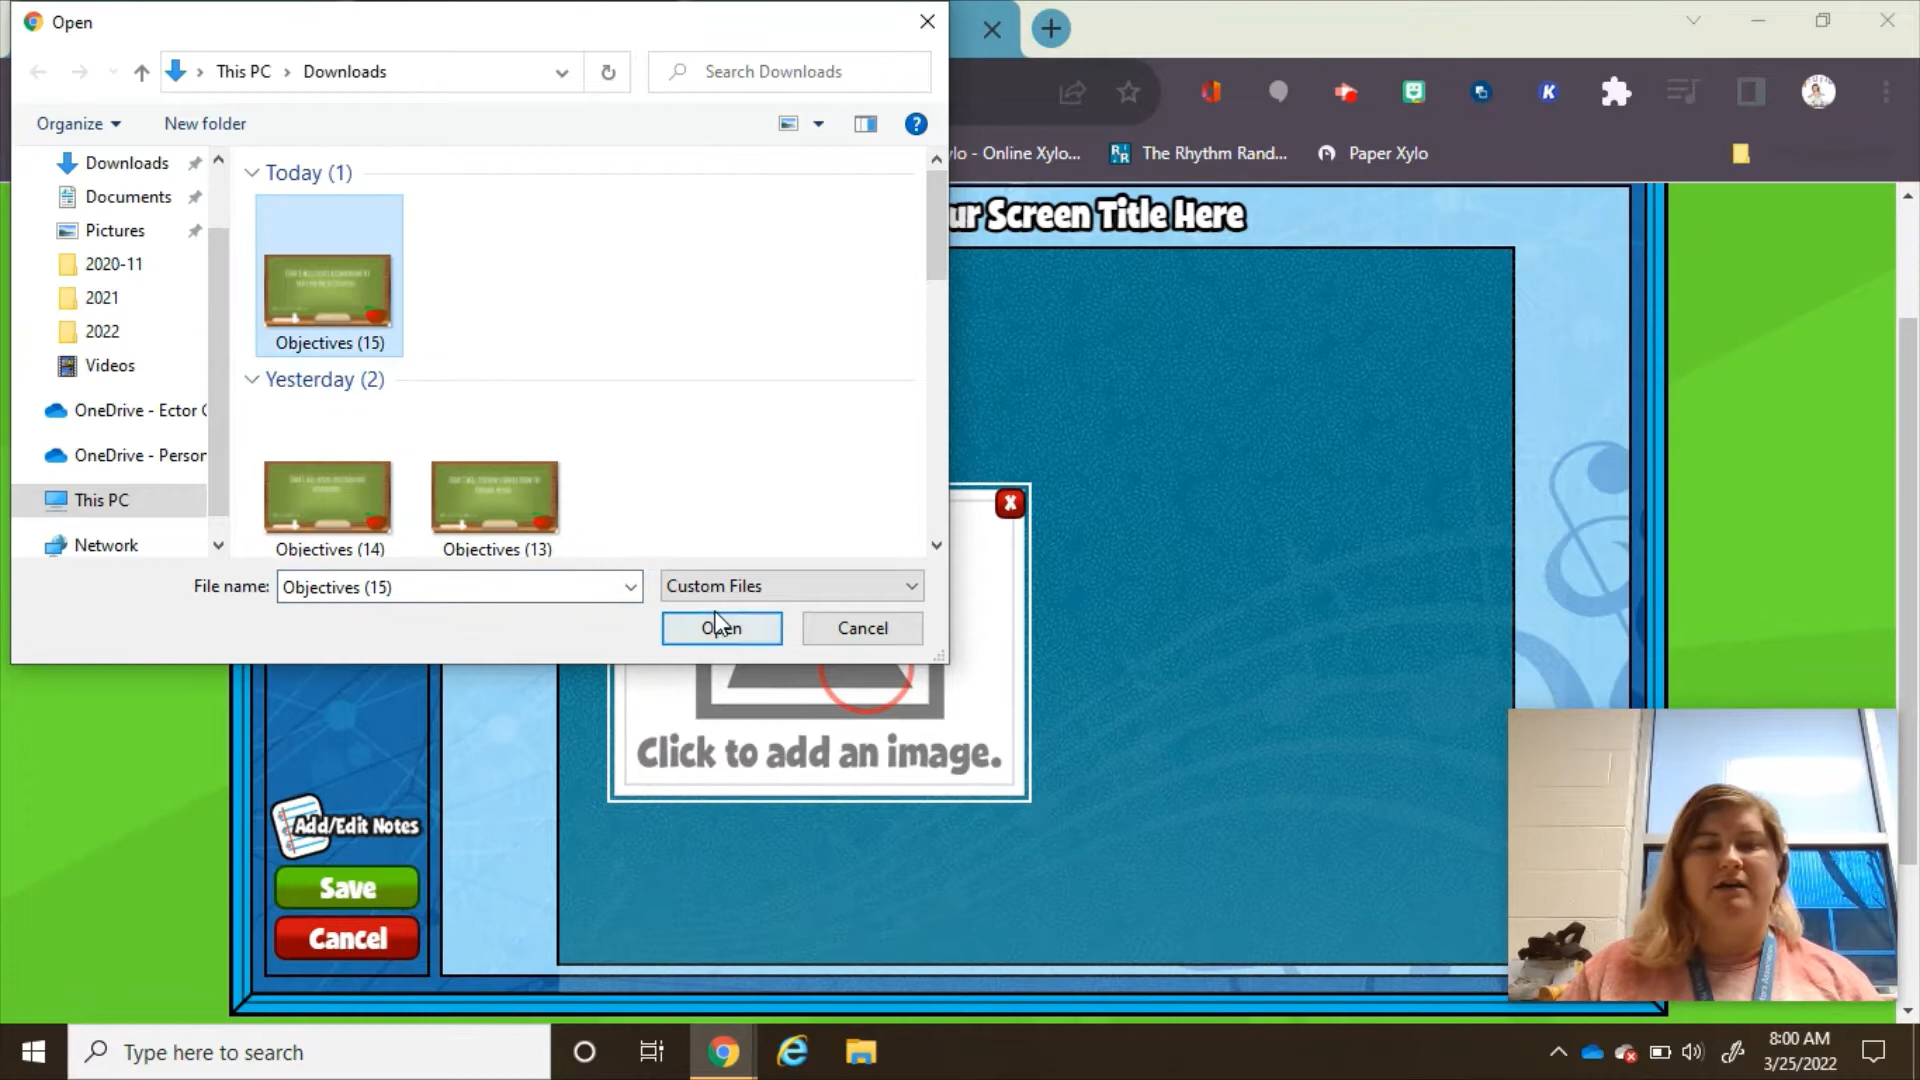 Open
This PC
Downloads
Search Downloads
Organize
New folder
Downloads
Documents
Pictures
2020-11
2021
2022
Videos
OneDrive - Ector
OneDrive - Person
This PC
Network
Today (1)
Objectives (15)
Yesterday (2)
Objectives (14)
Objectives (13)
File name:
Objectives (15)
Custom Files
Open
Cancel
ylo - Online Xylo...
The Rhythm Rand...
Paper Xylo
ur Screen Title Here
Click to add an image.
Add/Edit Notes
Save
Cancel
Type here to search
8:00 AM
3/25/2022